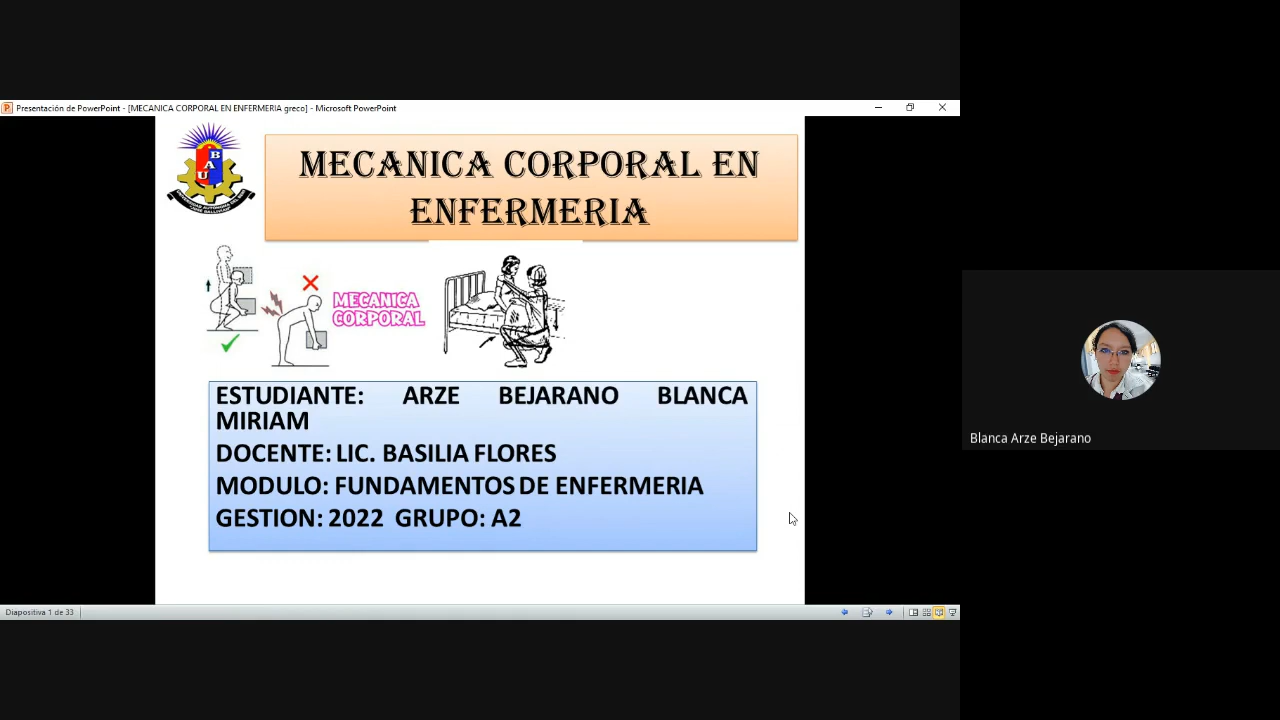 Presentación de PowerPoint - [MECANICA CORPORAL EN ENFERMERIA greco] - Microsoft PowerPoint
MECANICA CORPORAL EN
ENFERMERIA
B
A
U
MECANICA
CORPORAL
ESTUDIANTE: ARZE BEJARANO BLANCA
MIRIAM
DOCENTE: LIC. BASILIA FLORES
MODULO: FUNDAMENTOS DE ENFERMERIA
GESTION: 2022 GRUPO: A2
Blanca Arze Bejarano
Diapositiva 1 de 33